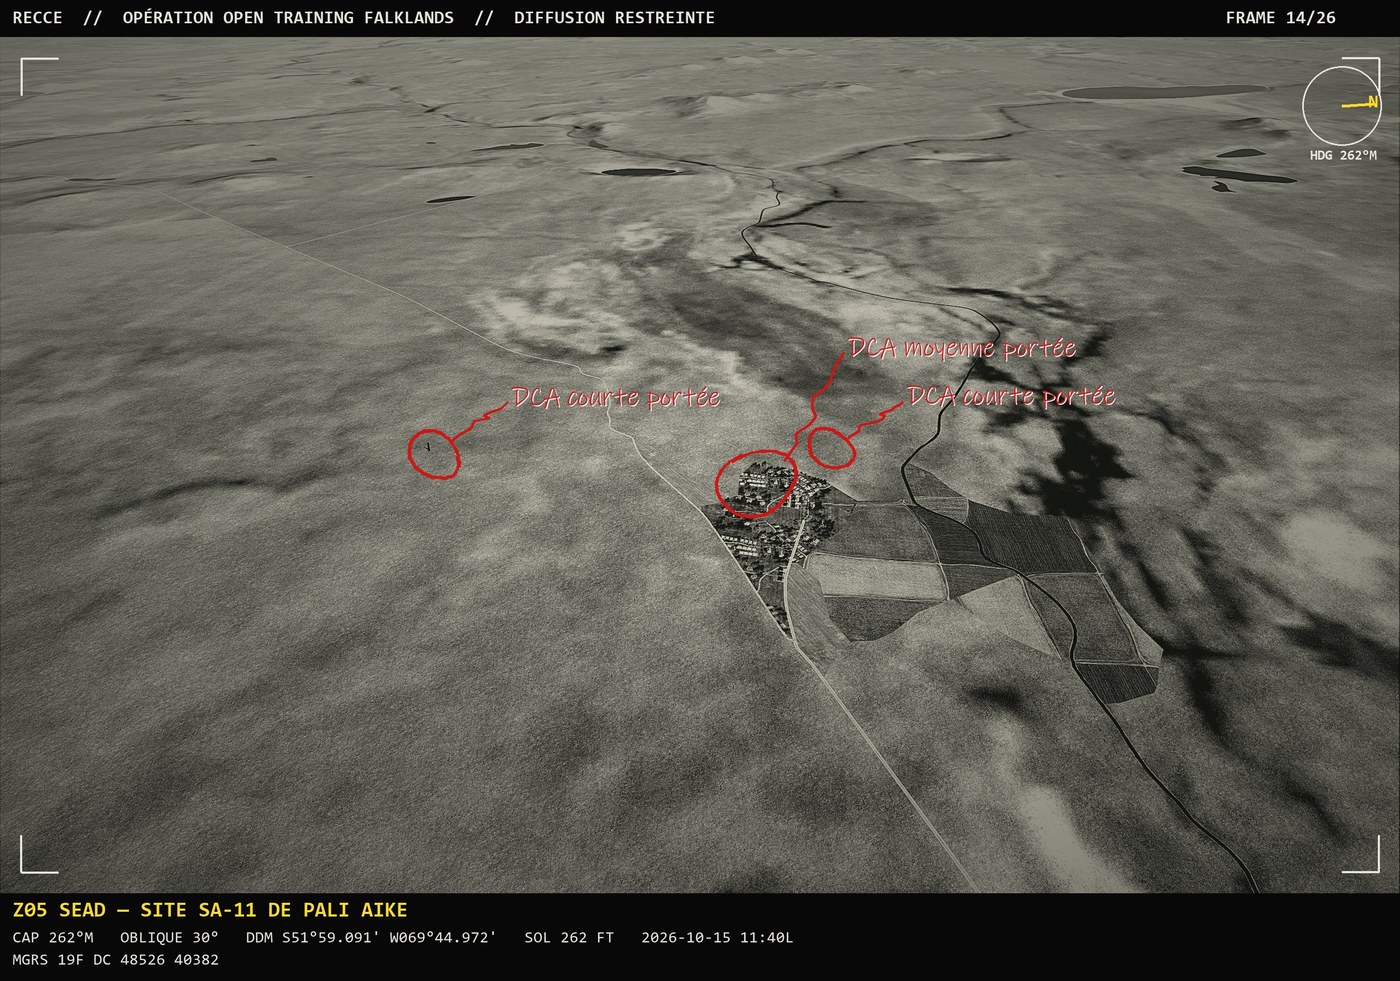 RECCE // OPÉRATION OPEN TRAINING FALKLANDS // DIFFUSION RESTREINTE FRAME 14/26
N
HDG 262°M
DCA moyenne portée
DCA courte portée
DCA courte portée
Z05 SEAD — SITE SA-11 DE PALI AIKE
CAP 262°M OBLIQUE 30° DDM S51°59.091' W069°44.972' SOL 262 FT 2026-10-15 11:40L
MGRS 19F DC 48526 40382